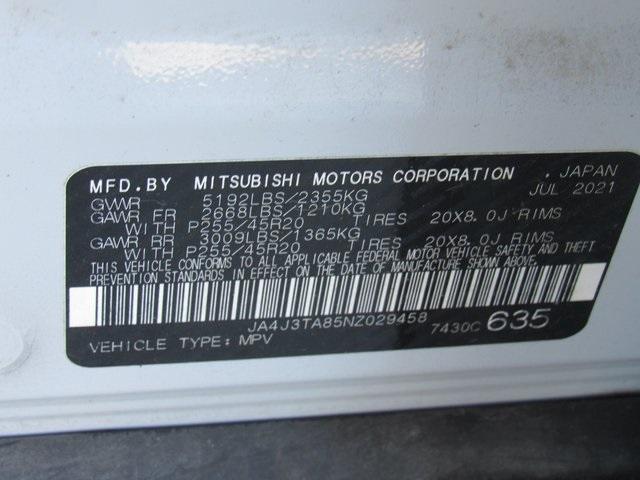 MFD.BY MITSUBISHI MOTORS CORPORATION , JAPAN
GVWR 5192LBS/2355KG JUL 2021
GAWR FR 2668LBS/1210KG
WITH P255/45R20 TIRES 20X8.0J RIMS
GAWR RR 3009LBS/1365KG
WITH P255/45R20 TIRES 20X8.0J RIMS
THIS VEHICLE CONFORMS TO ALL APPLICABLE FEDERAL MOTOR VEHICLE SAFETY AND THEFT
PREVENTION STANDARDS IN EFFECT ON THE DATE OF MANUFACTURE SHOWN ABOVE.
JA4J3TA85NZ029458 7430C 635
VEHICLE TYPE: MPV